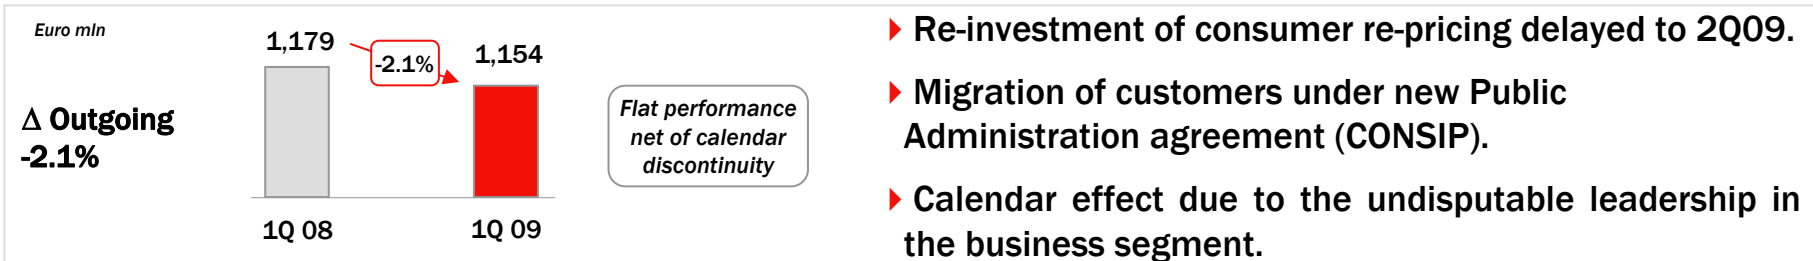 Euro mln
Δ Outgoing
-2.1%
1,179
-2.1%
1,154
1Q 08
1Q 09
Flat performance
net of calendar
discontinuity
Re-investment of consumer re-pricing delayed to 2Q09.
Migration of customers under new Public
Administration agreement (CONSIP).
Calendar effect due to the undisputable leadership in
the business segment.